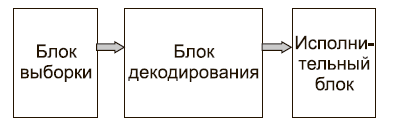 Блок
выборки
Блок
декодирования
Исполни-
тельный
блок